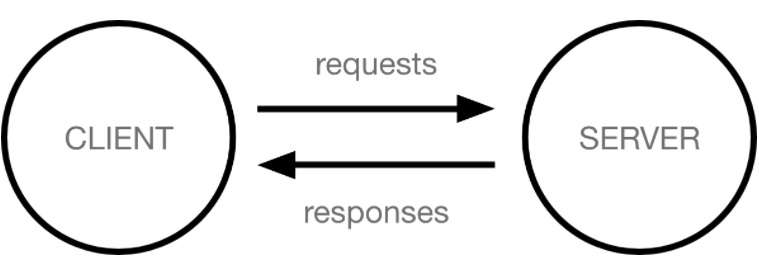 requests
CLIENT
SERVER
responses